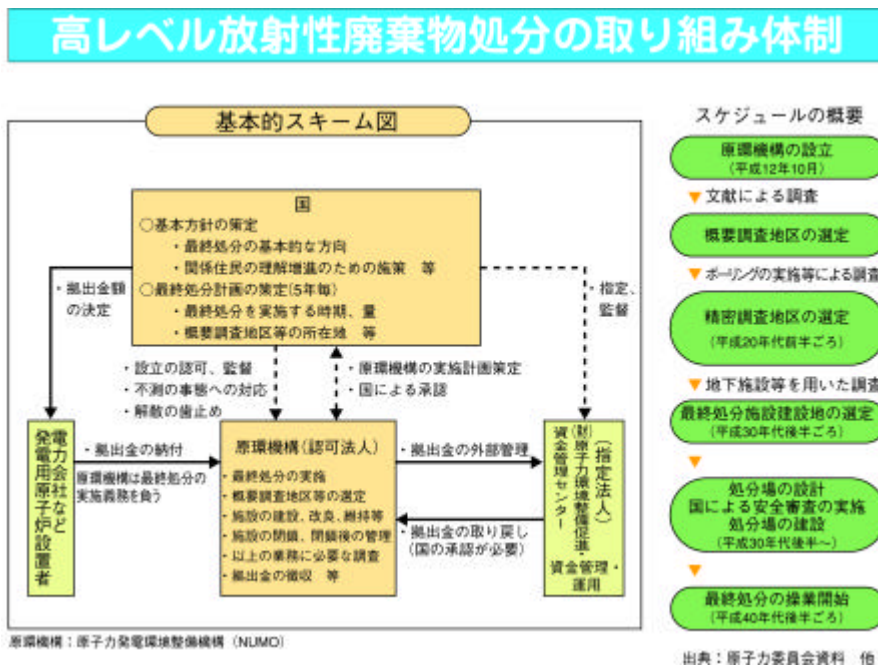 高レベル放射性廃棄物処分の取り組み体制
基本的スキーム図
国
○基本方針の策定
・最終処分の基本的な方向
・関係住民の理解増進のための施策 等
○最終処分計画の策定(5年毎)
・最終処分を実施する時期、量
・概要調査地区等の所在地 等
・拠出金額
の決定
・指定、
監督
・設立の認可、監督
・不測の事態への対応
・解散の歯止め
・原環機構の実施計画策定
・国による承認
電力会社など
発電用原子炉設置者
・拠出金の納付
原環機構は最終処分の
実施義務を負う
原環機構(認可法人)
・最終処分の実施
・概要調査地区等の選定
・施設の建設、改良、維持等
・施設の閉鎖、閉鎖後の管理
・以上の業務に必要な調査
・拠出金の徴収 等
・拠出金の外部管理
・拠出金の取り戻し
(国の承認が必要)
(指定法人)
(財)原子力環境整備促進・
資金管理センター
資金管理・
運用
原環機構:原子力発電環境整備機構(NUMO)
スケジュールの概要
原環機構の設立
(平成12年10月)
▼文献による調査
概要調査地区の選定
▼ボーリングの実施等による調査
精密調査地区の選定
(平成20年代前半ごろ)
▼地下施設等を用いた調査
最終処分施設建設地の選定
(平成30年代後半ごろ)
▼
処分場の設計
国による安全審査の実施
処分場の建設
(平成30年代後半~)
▼
最終処分の操業開始
(平成40年代後半ごろ)
出典:原子力委員会資料 他